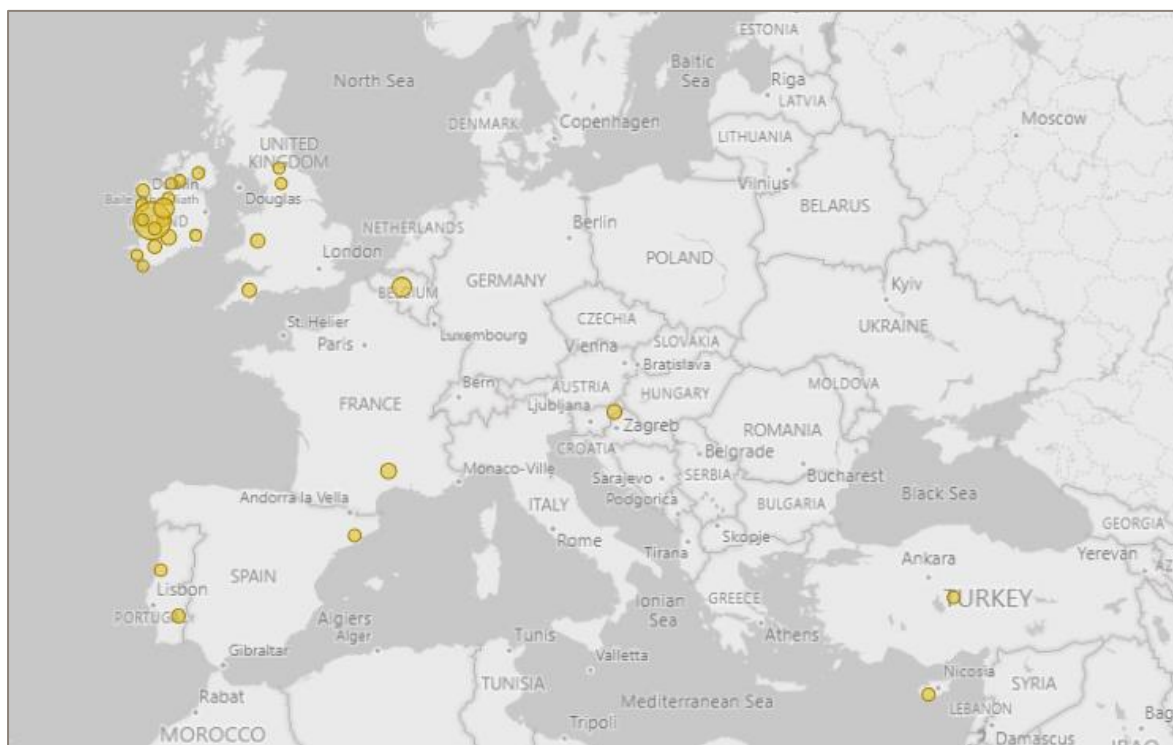 ESTONIA
Baltic
Sea
North Sea
Riga
LATVIA
DENMARK
Copenhagen
Moscow
LITHUANIA
UNITED
KINGDOM
Vilnius
Douglas
BELARUS
NETHERLANDS
Berlin
London
POLAND
GERMANY
BELGIUM
Kyiv
CZECHIA
UKRAINE
St. Helier
Luxembourg
SLOVAKIA
Paris
Vienna
Bratislava
MOLDOVA
Bern
AUSTRIA
HUNGARY
FRANCE
Ljubljana
Zagreb
ROMANIA
CROATIA
Belgrade
Monaco-Ville
Sarajevo
SERBIA
Bucharest
Andorra la Vella
Podgorica
Black Sea
ITALY
BULGARIA
GEORGIA
Rome
Skopje
Tirana
Ankara
Yerevan
AZ
SPAIN
Lisbon
GREECE
TURKEY
Ionian
Sea
PORTUGAL
Algiers
Alger
Tunis
Athens
Gibraltar
Valletta
Nicosia
SYRIA
Rabat
TUNISIA
Mediterranean Sea
LEBANON
Bag
Tripoli
MOROCCO
Damascus